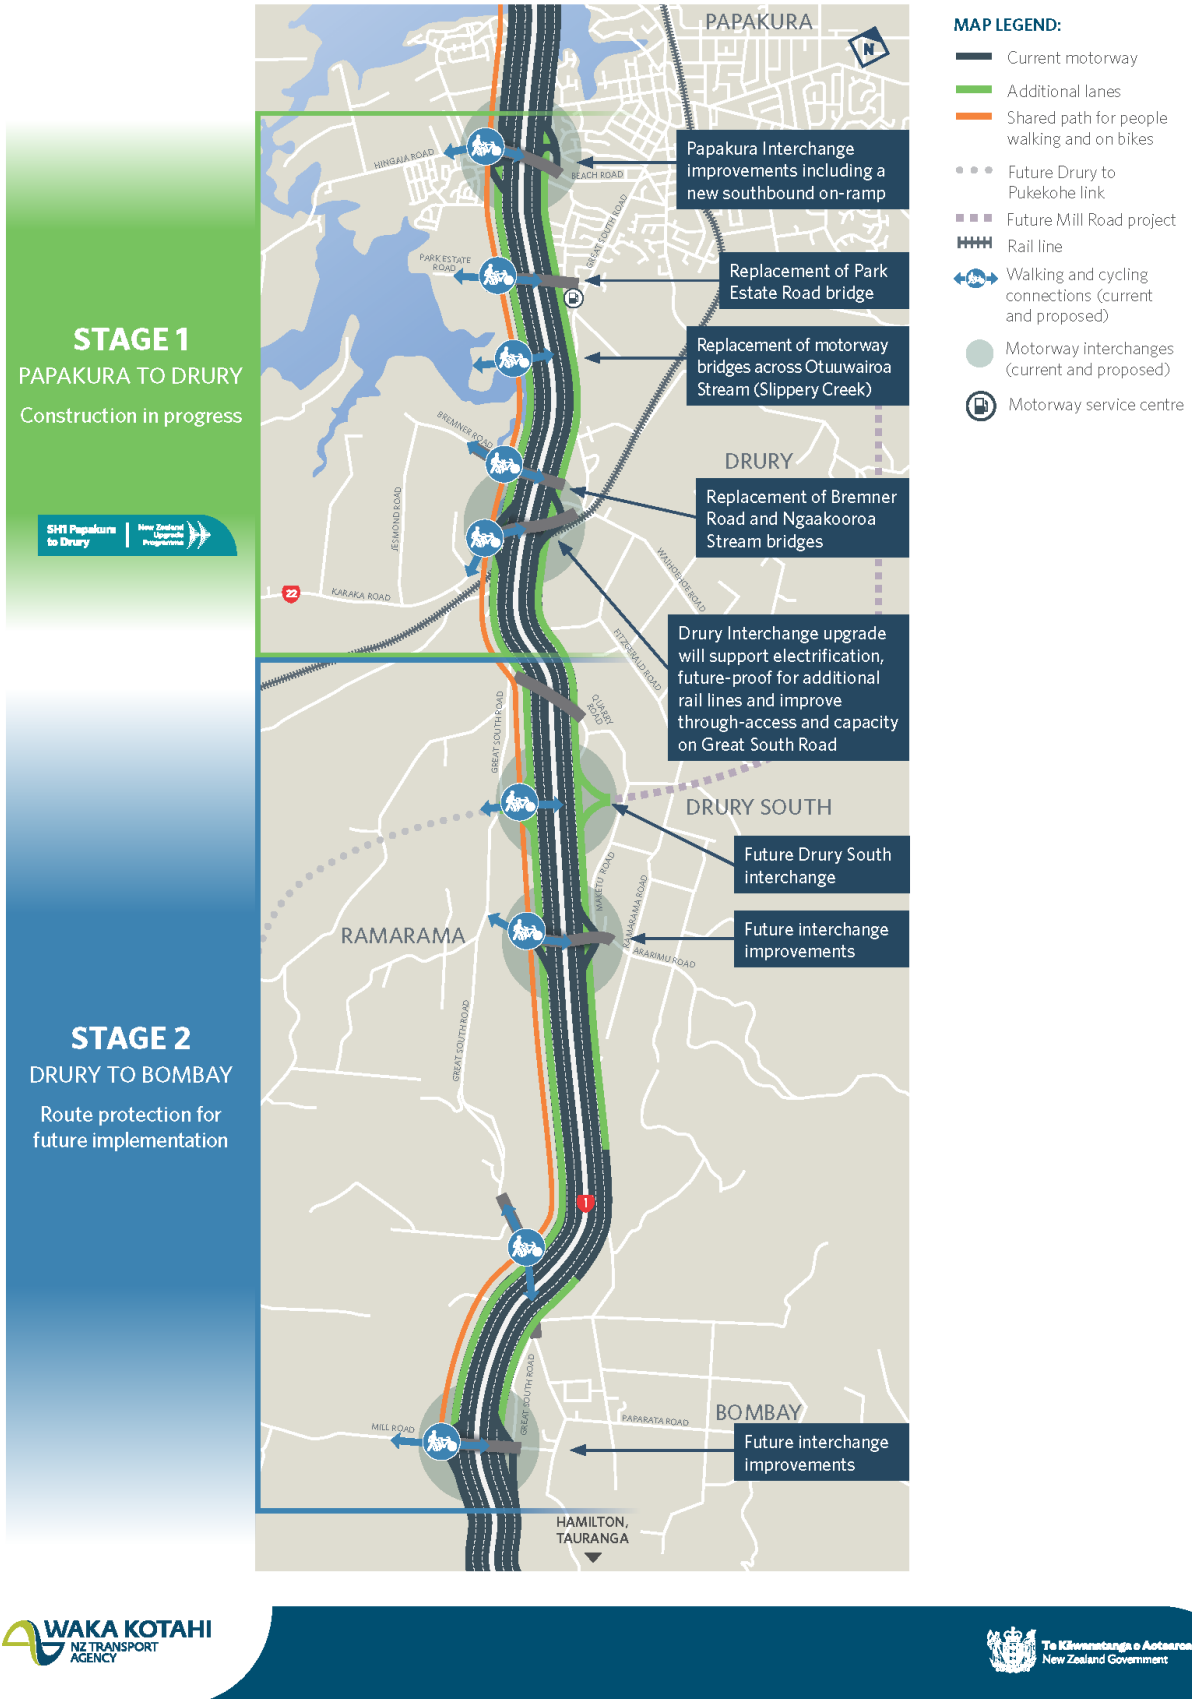 PAPAKURA
N
MAP LEGEND:
Current motorway
Additional lanes
Shared path for people
walking and on bikes
Future Drury to
Pukekohe link
Future Mill Road project
Rail line
Walking and cycling
connections (current
and proposed)
Motorway interchanges
(current and proposed)
Motorway service centre
STAGE 1
PAPAKURA TO DRURY
Construction in progress
SH1 Papakura
to Drury
New Zealand
Upgrade
Programme
HINGAIA ROAD
BEACH ROAD
Papakura Interchange
improvements including a
new southbound on-ramp
GREAT SOUTH ROAD
PARK ESTATE
ROAD
Replacement of Park
Estate Road bridge
Replacement of motorway
bridges across Otuuwairoa
Stream (Slippery Creek)
BREMNER ROAD
DRURY
Replacement of Bremner
Road and Ngaakooroa
Stream bridges
JESMOND ROAD
WAIHOEHOE ROAD
22
KARAKA ROAD
FITZGERALD ROAD
Drury Interchange upgrade
will support electrification,
future-proof for additional
rail lines and improve
through-access and capacity
on Great South Road
GREAT SOUTH ROAD
QUARRY
ROAD
DRURY SOUTH
Future Drury South
interchange
MAKETU ROAD
RAMARAMA ROAD
RAMARAMA
Future interchange
improvements
ARARIMU ROAD
STAGE 2
DRURY TO BOMBAY
Route protection for
future implementation
GREAT SOUTH ROAD
1
GREAT SOUTH ROAD
MILL ROAD
PAPARATA ROAD
BOMBAY
Future interchange
improvements
HAMILTON,
TAURANGA
WAKA KOTAHI
NZ TRANSPORT
AGENCY
Te Kāwanatanga o Aotearoa
New Zealand Government